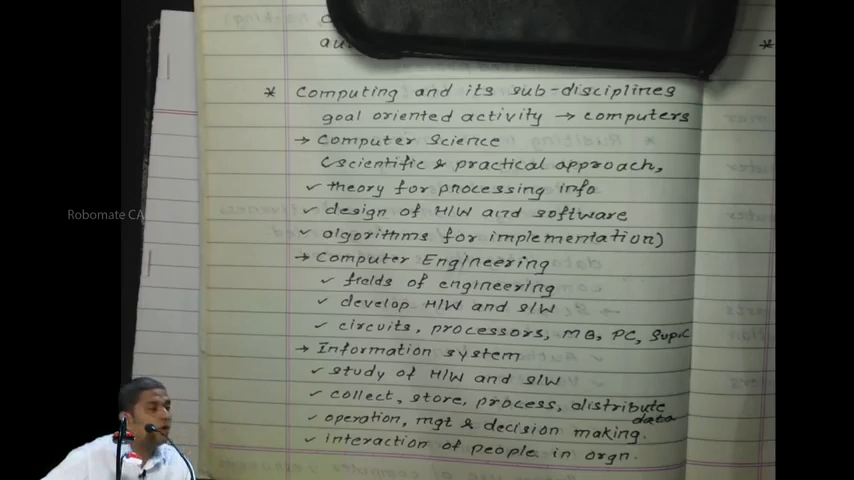 au
* Computing and its sub-disciplines
goal oriented activity → computers
→ Computer Science
(scientific & practical approach,
✓ theory for processing info
Robomate CA
✓ design of H/W and software
✓ algorithms for implementation)
→ Computer Engineering
✓ fields of engineering
✓ develop H/W and S/W
✓ circuits, processors, MB, PC, SupC
→ Information system
✓ study of H/W and S/W
✓ collect, store, process, distribute data
✓ operation, mgt & decision making.
✓ interaction of people in orgn.